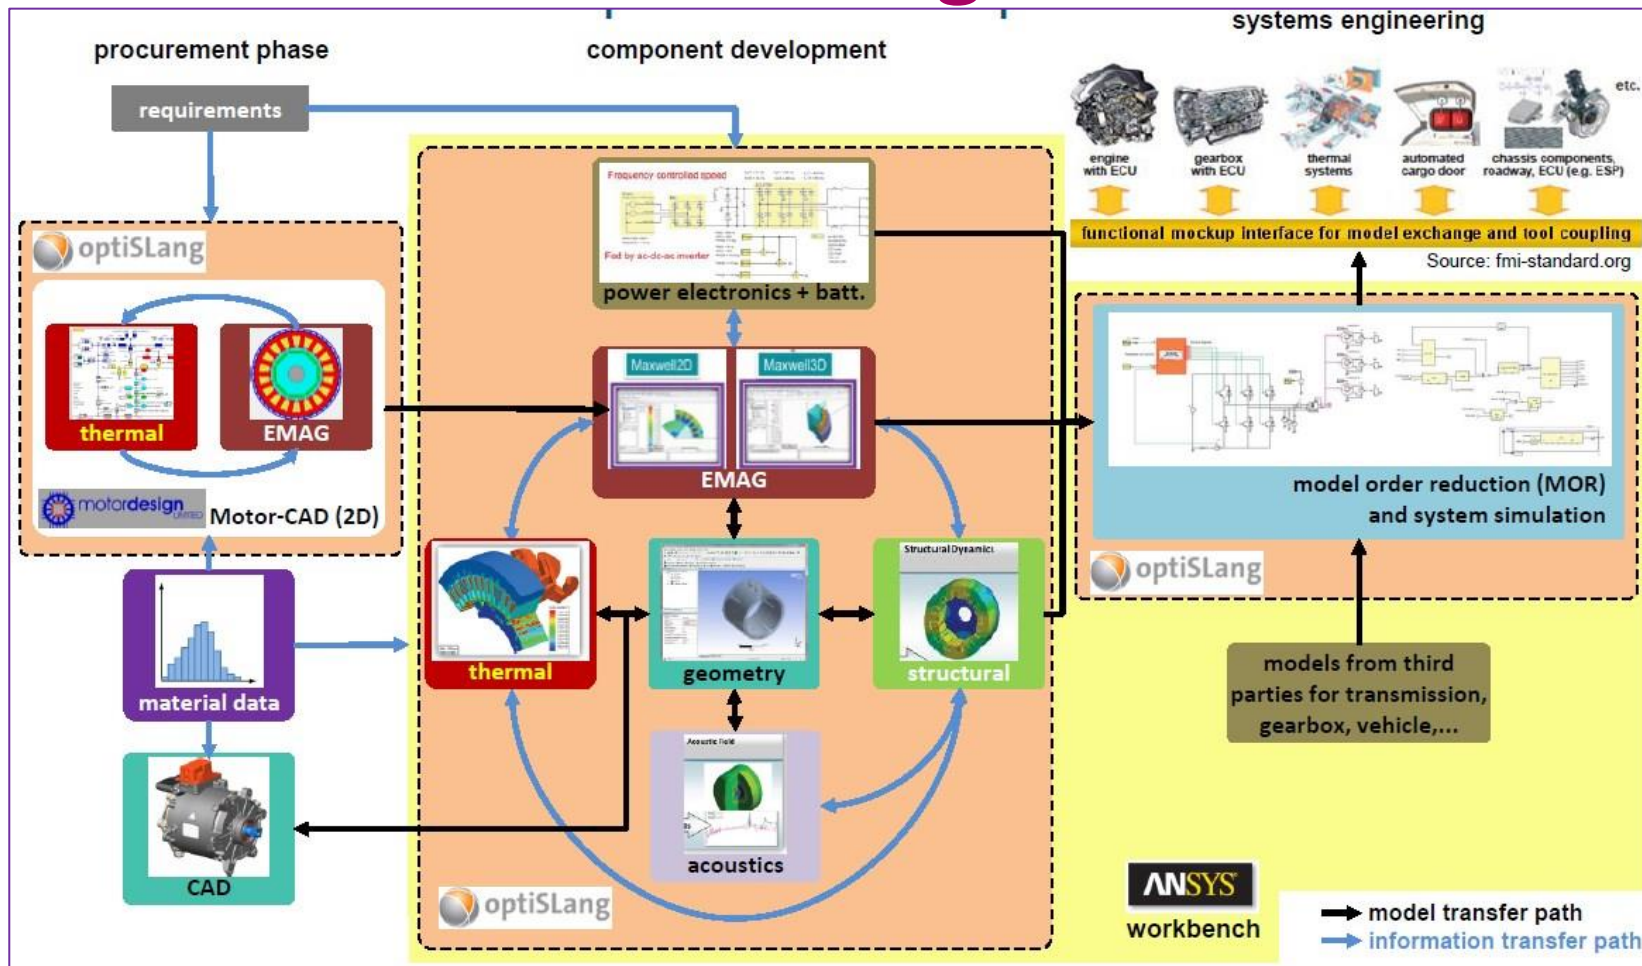 procurement phase
component development
systems engineering
requirements
etc.
engine
with ECU
gearbox
with ECU
thermal
systems
automated
cargo door
chassis components,
roadway, ECU (e.g. ESP)
functional mockup interface for model exchange and tool coupling
Source: fmi-standard.org
optiSLang
thermal
EMAG
motordesign
LIMITED
Motor-CAD (2D)
Frequency controlled speed
Fed by ac-dc-ac inverter
power electronics + batt.
Maxwell2D
Maxwell3D
EMAG
model order reduction (MOR)
and system simulation
optiSLang
material data
CAD
thermal
geometry
Structural Dynamics
structural
Acoustic Field
acoustics
optiSLang
models from third
parties for transmission,
gearbox, vehicle,...
ANSYS
workbench
model transfer path
information transfer path